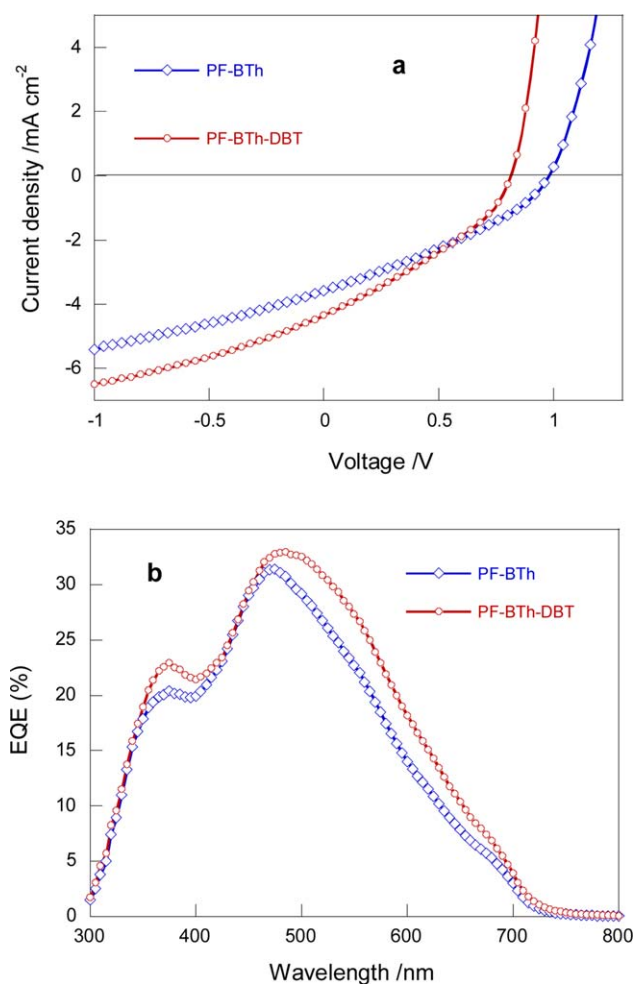 4
2
0
-2
-4
-6
PF-BTh
PF-BTh-DBT
a
Current density /mA cm⁻²
-1
-0.5
0
0.5
1
Voltage /V
35
30
25
20
15
10
5
0
b
PF-BTh
PF-BTh-DBT
EQE (%)
300
400
500
600
700
800
Wavelength /nm